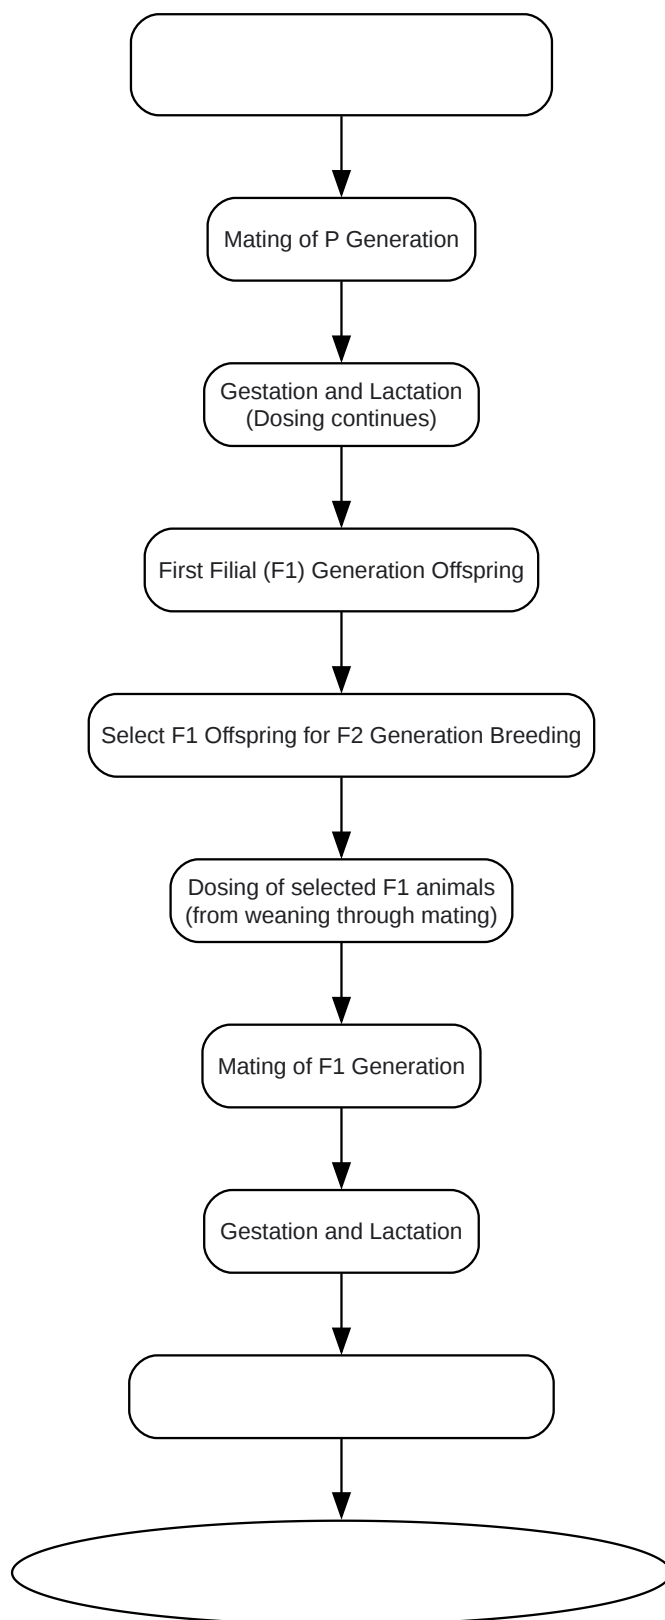 Mating of P Generation
Gestation and Lactation
(Dosing continues)
First Filial (F1) Generation Offspring
Select F1 Offspring for F2 Generation Breeding
Dosing of selected F1 animals
(from weaning through mating)
Mating of F1 Generation
Gestation and Lactation